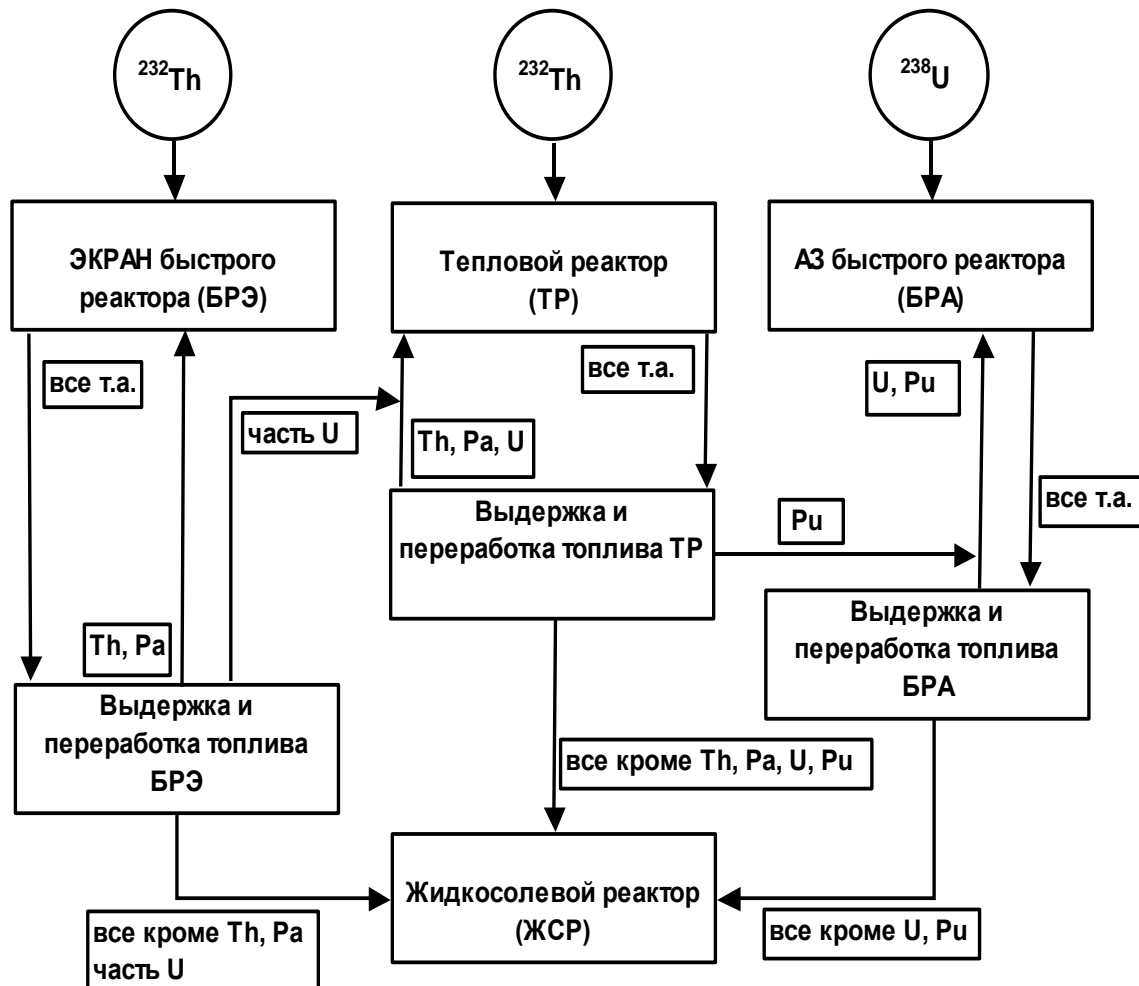 ²³²Th
²³²Th
²³⁸U
ЭКРАН быстрого
реактора (БРЭ)
Тепловой реактор
(ТР)
АЗ быстрого реактора
(БРА)
все т.а.
все т.а.
U, Pu
часть U
Th, Pa, U
все т.а.
Выдержка и
переработка топлива ТР
Pu
Th, Pa
Выдержка и
переработка топлива
БРА
Выдержка и
переработка топлива
БРЭ
все кроме Th, Pa, U, Pu
Жидкосолевой реактор
(ЖСР)
все кроме Th, Pa
часть U
все кроме U, Pu